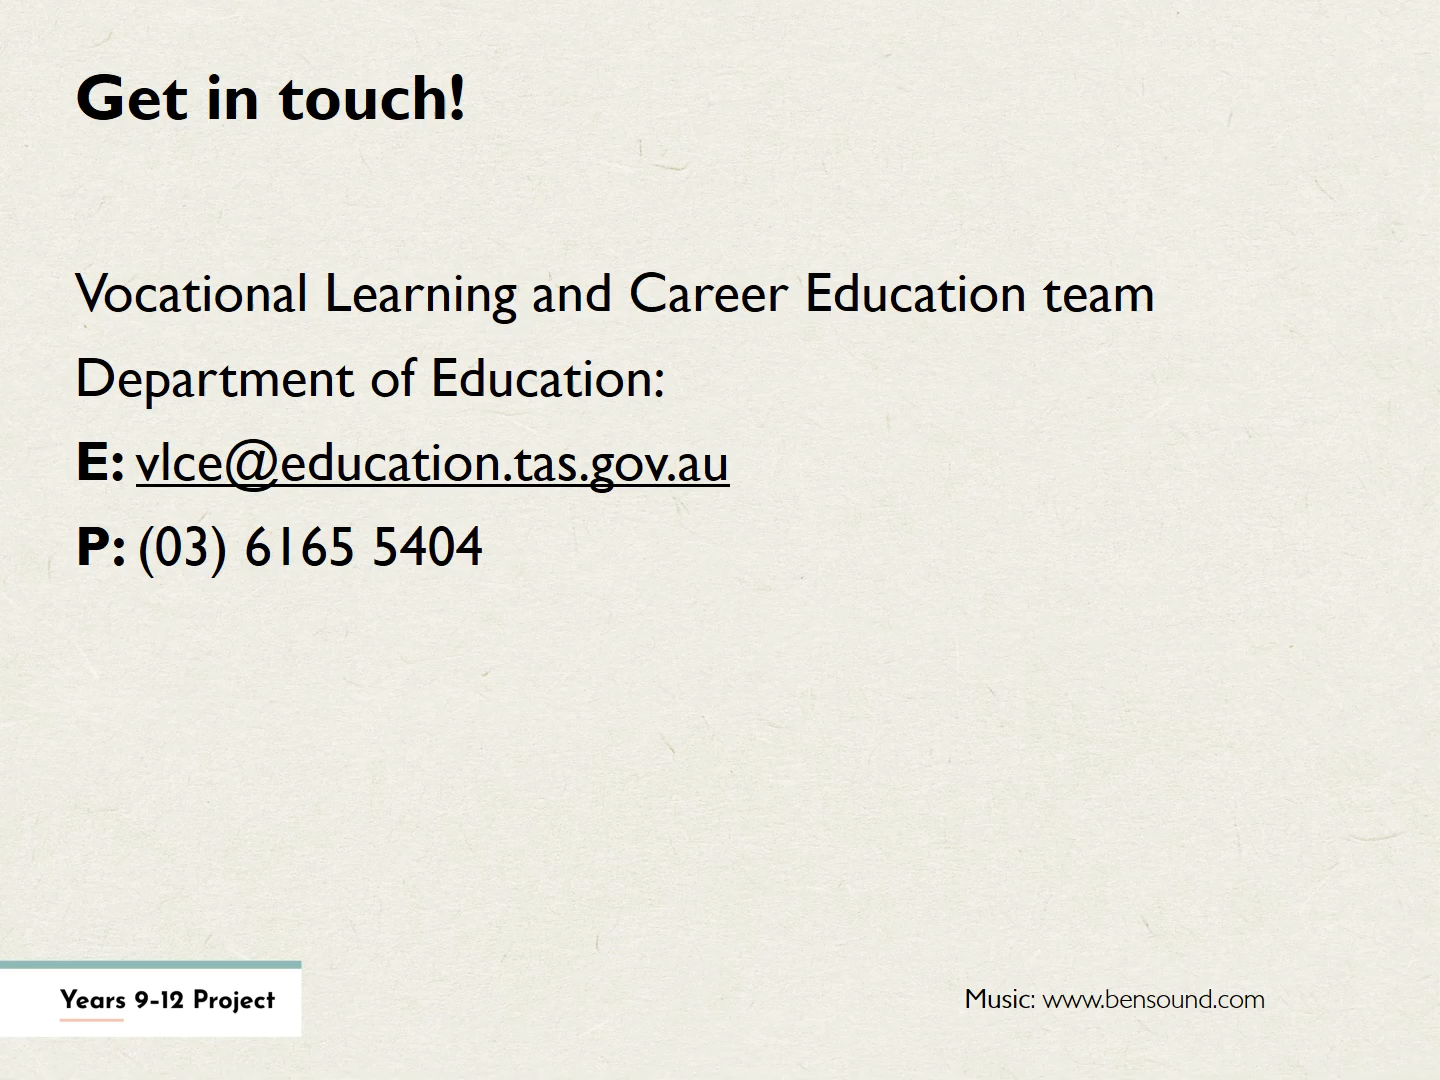 Get in touch!
Vocational Learning and Career Education team
Department of Education:
E: vlce@education.tas.gov.au
P: (03) 6165 5404
Years 9-12 Project
Music: www.bensound.com